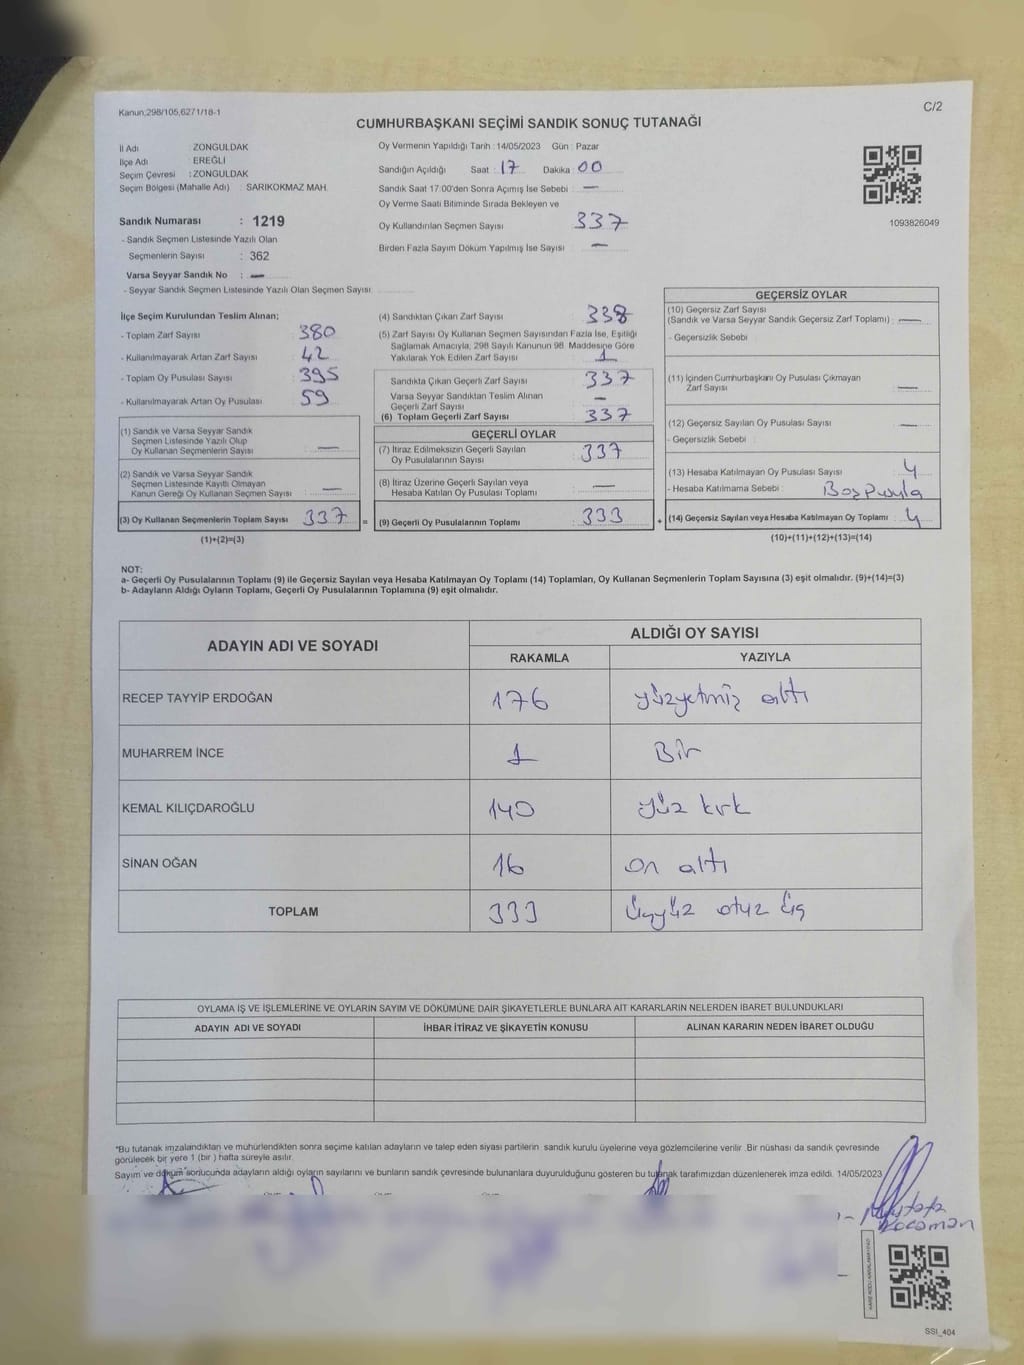 Kanun,298/105,6271/18-1
C/2
CUMHURBAŞKANI SEÇİMİ SANDIK SONUÇ TUTANAĞI
İl Adı : ZONGULDAK
İlçe Adı : EREĞLİ
Seçim Çevresi : ZONGULDAK
Seçim Bölgesi (Mahalle Adı) : SARIKOKMAZ MAH.
Sandık Numarası : 1219
- Sandık Seçmen Listesinde Yazılı Olan
Seçmenlerin Sayısı : 362
Varsa Seyyar Sandık No : —
- Seyyar Sandık Seçmen Listesinde Yazılı Olan Seçmen Sayısı:
Oy Vermenin Yapıldığı Tarih : 14/05/2023 Gün : Pazar
Sandığın Açıldığı Saat : 17 Dakika : 00
Sandık Saat 17:00'den Sonra Açımış İse Sebebi : —
Oy Verme Saati Bitiminde Sırada Bekleyen ve
Oy Kullandırılan Seçmen Sayısı : 337
Birden Fazla Sayım Döküm Yapılmış İse Sayısı : —
1093826049
İlçe Seçim Kurulundan Teslim Alınan;
- Toplam Zarf Sayısı : 380
- Kullanılmayarak Artan Zarf Sayısı : 42
- Toplam Oy Pusulası Sayısı : 395
- Kullanılmayarak Artan Oy Pusulası : 59
(1) Sandık ve Varsa Seyyar Sandık
Seçmen Listesinde Yazılı Olup
Oy Kullanan Seçmenlerin Sayısı : —
(2) Sandık ve Varsa Seyyar Sandık
Seçmen Listesinde Kayıtlı Olmayan
Kanun Gereği Oy Kullanan Seçmen Sayısı : —
(3) Oy Kullanan Seçmenlerin Toplam Sayısı : 337 =
(1)+(2)=(3)
(4) Sandıktan Çıkan Zarf Sayısı : 338
(5) Zarf Sayısı Oy Kullanan Seçmen Sayısından Fazla İse, Eşitliği
Sağlamak Amacıyla, 298 Sayılı Kanunun 98. Maddesine Göre
Yakılarak Yok Edilen Zarf Sayısı : 1
Sandıkta Çıkan Geçerli Zarf Sayısı : 337
Varsa Seyyar Sandıktan Teslim Alınan
Geçerli Zarf Sayısı : —
(6) Toplam Geçerli Zarf Sayısı : 337
GEÇERLİ OYLAR
(7) İtiraz Edilmeksizin Geçerli Sayılan
Oy Pusulalarının Sayısı : 337
(8) İtiraz Üzerine Geçerli Sayılan veya
Hesaba Katılan Oy Pusulası Toplamı : —
(9) Geçerli Oy Pusulalarının Toplamı : 333 +
GEÇERSİZ OYLAR
(10) Geçersiz Zarf Sayısı
(Sandık ve Varsa Seyyar Sandık Geçersiz Zarf Toplamı) : —
- Geçersizlik Sebebi :
(11) İçinden Cumhurbaşkanı Oy Pusulası Çıkmayan
Zarf Sayısı : —
(12) Geçersiz Sayılan Oy Pusulası Sayısı : —
- Geçersizlik Sebebi :
(13) Hesaba Katılmayan Oy Pusulası Sayısı : 4
- Hesaba Katılmama Sebebi : Boş Pusula
(14) Geçersiz Sayılan veya Hesaba Katılmayan Oy Toplamı : 4
(10)+(11)+(12)+(13)=(14)
NOT:
a- Geçerli Oy Pusulalarının Toplamı (9) ile Geçersiz Sayılan veya Hesaba Katılmayan Oy Toplamı (14) Toplamları, Oy Kullanan Seçmenlerin Toplam Sayısına (3) eşit olmalıdır. (9)+(14)=(3)
b- Adayların Aldığı Oyların Toplamı, Geçerli Oy Pusulalarının Toplamına (9) eşit olmalıdır.
ADAYIN ADI VE SOYADI
ALDIĞI OY SAYISI
RAKAMLA YAZIYLA
RECEP TAYYİP ERDOĞAN 176 yüzyetmiş altı
MUHARREM İNCE 1 Bir
KEMAL KILIÇDAROĞLU 140 yüz kırk
SİNAN OĞAN 16 on altı
TOPLAM 333 üçyüz otuz üç
OYLAMA İŞ VE İŞLEMLERİNE VE OYLARIN SAYIM VE DÖKÜMÜNE DAİR ŞİKAYETLERLE BUNLARA AİT KARARLARIN NELERDEN İBARET BULUNDUKLARI
ADAYIN ADI VE SOYADI İHBAR İTİRAZ VE ŞİKAYETİN KONUSU ALINAN KARARIN NEDEN İBARET OLDUĞU
*Bu tutanak imzalandıktan ve mühürlendikten sonra seçime katılan adayların ve talep eden siyasi partilerin sandık kurulu üyelerine veya gözlemcilerine verilir. Bir nüshası da sandık çevresinde
görülecek bir yere 1 (bir) hafta süreyle asılır.
Sayım ve döküm sonucunda adayların aldığı oyların sayılarını ve bunların sandık çevresinde bulunanlara duyurulduğunu gösteren bu tutanak tarafımızdan düzenlenerek imza edildi. 14/05/2023
Kocaman
SSI_404